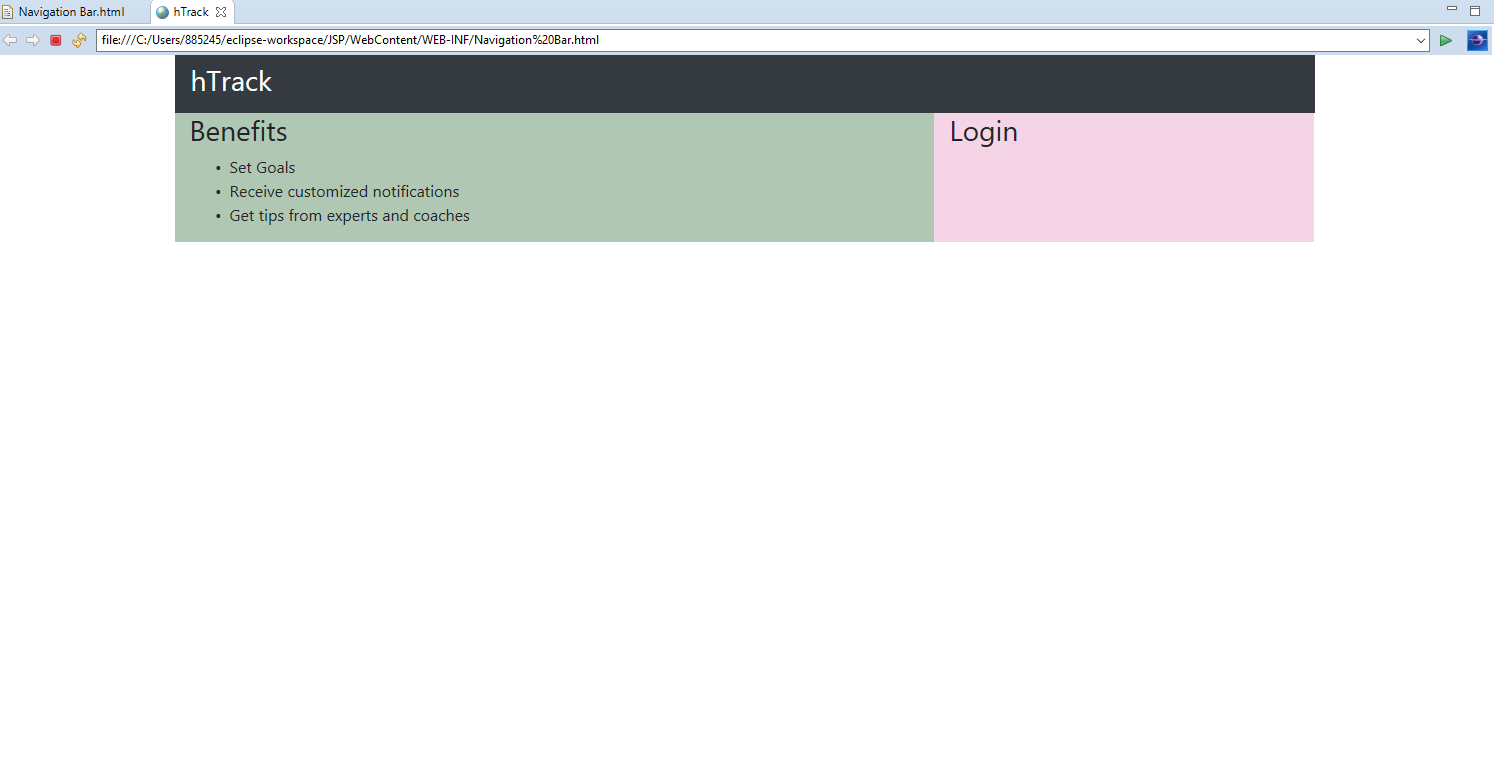 Navigation Bar.html
hTrack
file:///C:/Users/885245/eclipse-workspace/JSP/WebContent/WEB-INF/Navigation%20Bar.html
hTrack
Benefits
Login
• Set Goals
• Receive customized notifications
• Get tips from experts and coaches